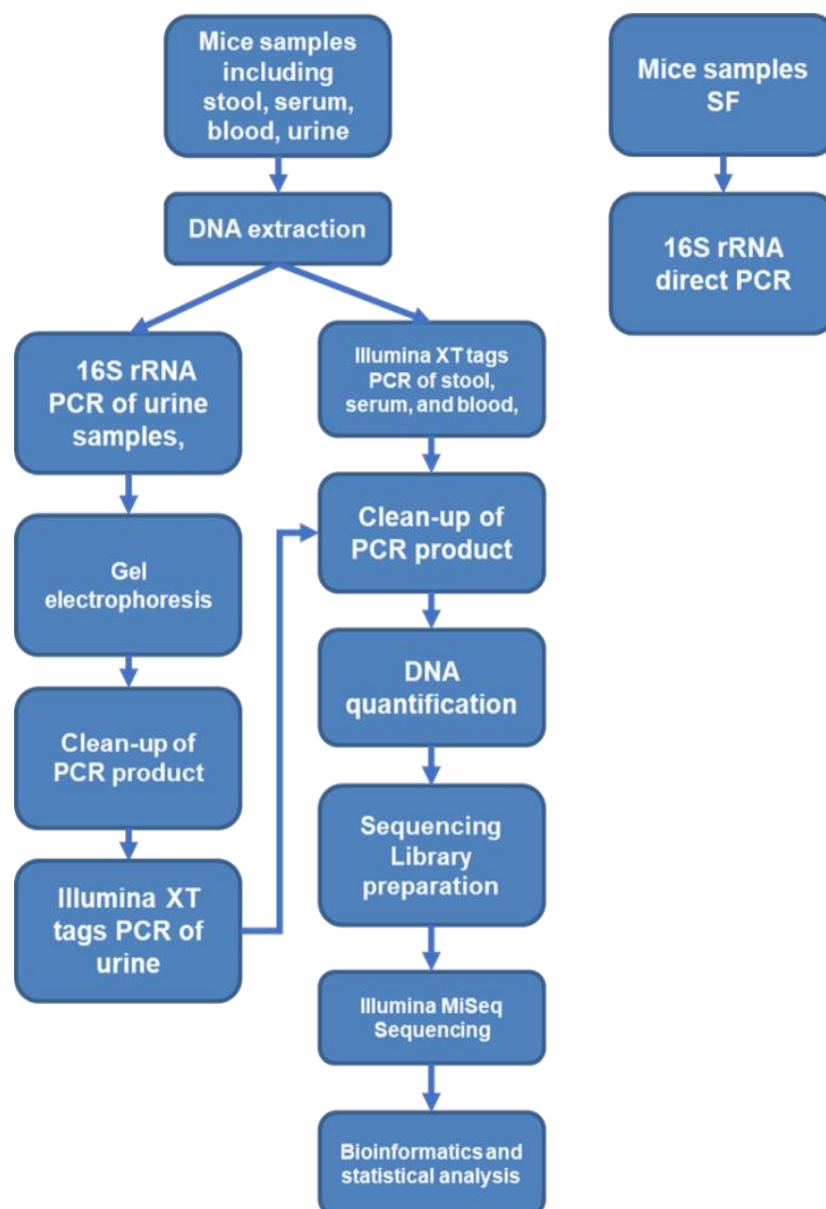 Mice samples
including
stool, serum,
blood, urine
DNA extraction
16S rRNA
PCR of urine
samples,
Gel
electrophoresis
Clean-up of
PCR product
Illumina XT
tags PCR of
urine
Illumina XT tags
PCR of stool,
serum, and blood,
Clean-up of
PCR product
DNA
quantification
Sequencing
Library
preparation
Illumina MiSeq
Sequencing
Bioinformatics and
statistical analysis
Mice samples
SF
16S rRNA
direct PCR